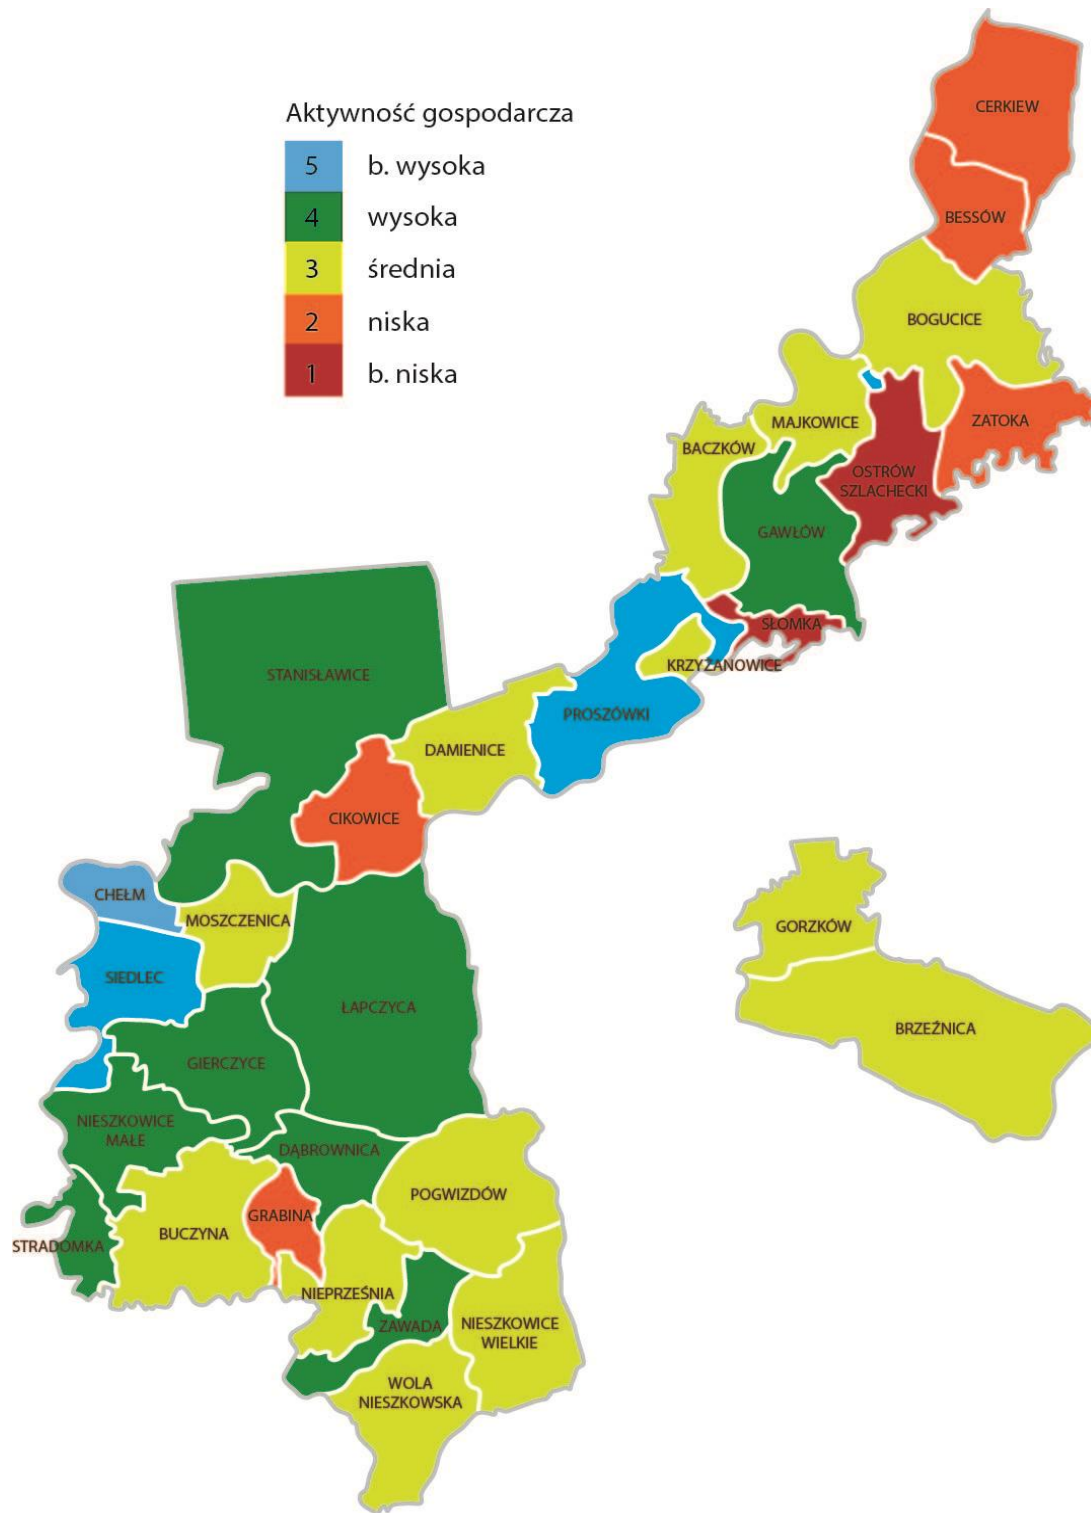 Aktywność gospodarcza
5 b. wysoka
4 wysoka
3 średnia
2 niska
1 b. niska
CERKIEW
BESSÓW
BOGUCICE
ZATOKA
MAJKOWICE
BACZKÓW
OSTRÓW
SZLACHECKI
GAWŁÓW
SŁOMKA
KRZYŻANOWICE
PROSZÓWKI
STANISŁAWICE
DAMIENICE
CIKOWICE
CHEŁM
MOSZCZENICA
SIEDLEC
ŁAPCZYCA
GIERCZYCE
GORZKÓW
BRZEŹNICA
NIESZKOWICE
MAŁE
DĄBROWNICA
POGWIZDÓW
GRABINA
BUCZYNA
STRADOMKA
NIEPRZEŚNIA
ZAWADA
NIESZKOWICE
WIELKIE
WOLA
NIESZKOWSKA